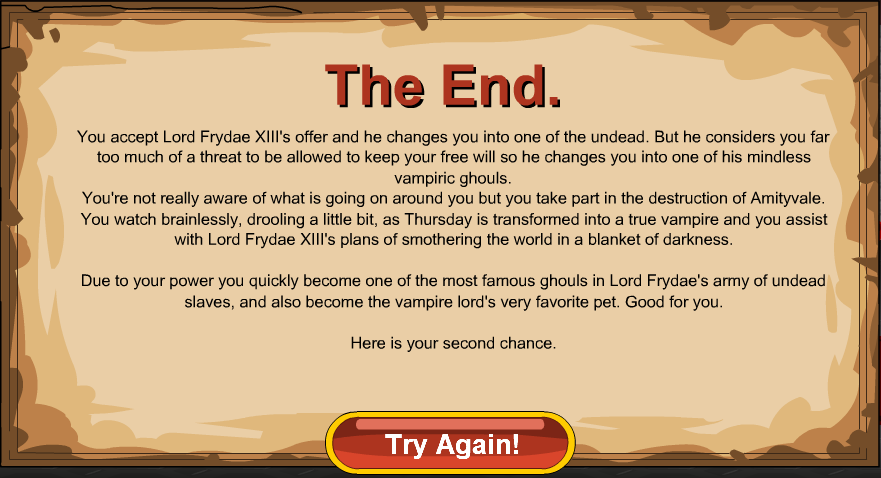 The End.
You accept Lord Frydae XIII's offer and he changes you into one of the undead. But he considers you far
too much of a threat to be allowed to keep your free will so he changes you into one of his mindless
vampiric ghouls.
You're not really aware of what is going on around you but you take part in the destruction of Amityvale.
You watch brainlessly, drooling a little bit, as Thursday is transformed into a true vampire and you assist
with Lord Frydae XIII's plans of smothering the world in a blanket of darkness.
Due to your power you quickly become one of the most famous ghouls in Lord Frydae's army of undead
slaves, and also become the vampire lord's very favorite pet. Good for you.
Here is your second chance.
Try Again!